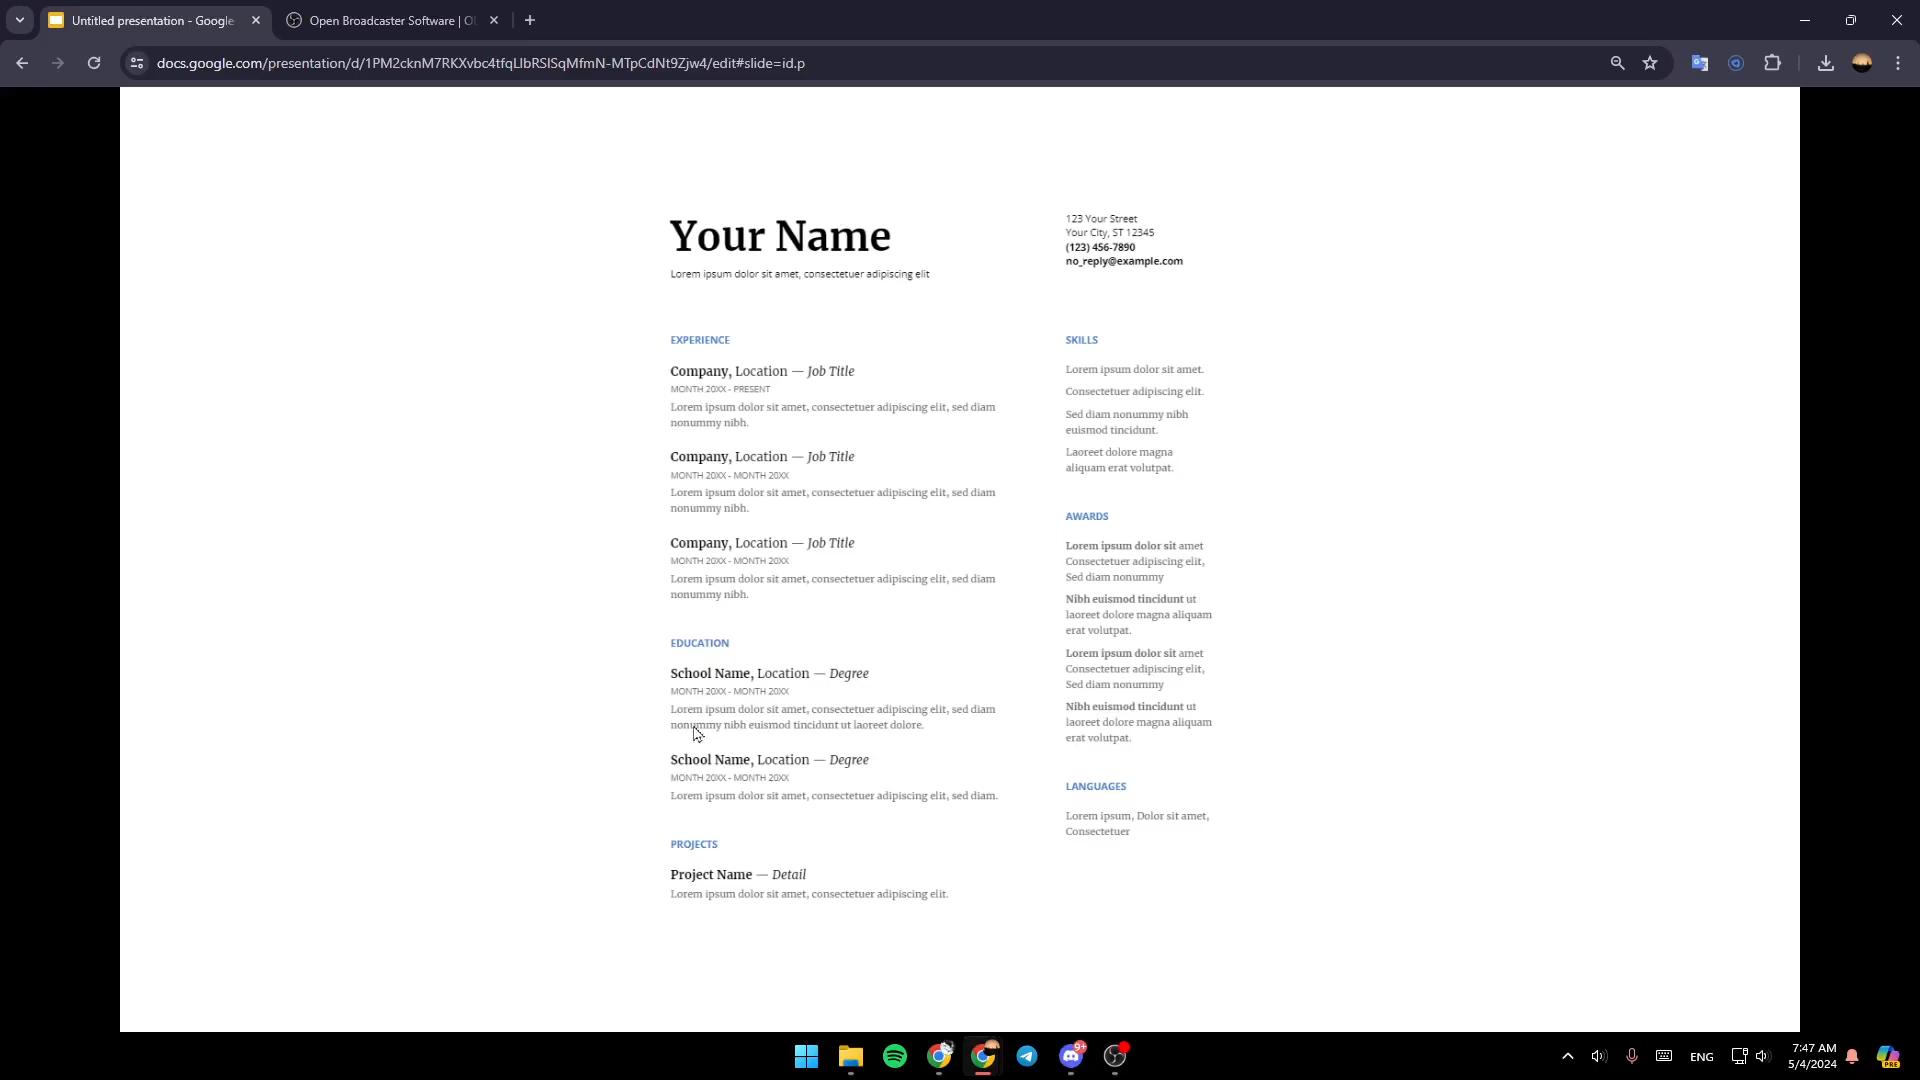 Untitled presentation - Google
Open Broadcaster Software | O
docs.google.com/presentation/d/1PM2cknM7RKXvbc4tfqLlbRSlSqMfmN-MTpCdNt9Zjw4/edit#slide=id.p
Your Name
Lorem ipsum dolor sit amet, consectetuer adipiscing elit
123 Your Street
Your City, ST 12345
(123) 456-7890
no_reply@example.com
EXPERIENCE
Company, Location — Job Title
MONTH 20XX - PRESENT
Lorem ipsum dolor sit amet, consectetuer adipiscing elit, sed diam
nonummy nibh.
Company, Location — Job Title
MONTH 20XX - MONTH 20XX
Lorem ipsum dolor sit amet, consectetuer adipiscing elit, sed diam
nonummy nibh.
Company, Location — Job Title
MONTH 20XX - MONTH 20XX
Lorem ipsum dolor sit amet, consectetuer adipiscing elit, sed diam
nonummy nibh.
EDUCATION
School Name, Location — Degree
MONTH 20XX - MONTH 20XX
Lorem ipsum dolor sit amet, consectetuer adipiscing elit, sed diam
nonummy nibh euismod tincidunt ut laoreet dolore.
School Name, Location — Degree
MONTH 20XX - MONTH 20XX
Lorem ipsum dolor sit amet, consectetuer adipiscing elit, sed diam.
PROJECTS
Project Name — Detail
Lorem ipsum dolor sit amet, consectetuer adipiscing elit.
SKILLS
Lorem ipsum dolor sit amet.
Consectetuer adipiscing elit.
Sed diam nonummy nibh
euismod tincidunt.
Laoreet dolore magna
aliquam erat volutpat.
AWARDS
Lorem ipsum dolor sit amet
Consectetuer adipiscing elit,
Sed diam nonummy
Nibh euismod tincidunt ut
laoreet dolore magna aliquam
erat volutpat.
Lorem ipsum dolor sit amet
Consectetuer adipiscing elit,
Sed diam nonummy
Nibh euismod tincidunt ut
laoreet dolore magna aliquam
erat volutpat.
LANGUAGES
Lorem ipsum, Dolor sit amet,
Consectetuer
9+
ENG
7:47 AM
5/4/2024
PRE